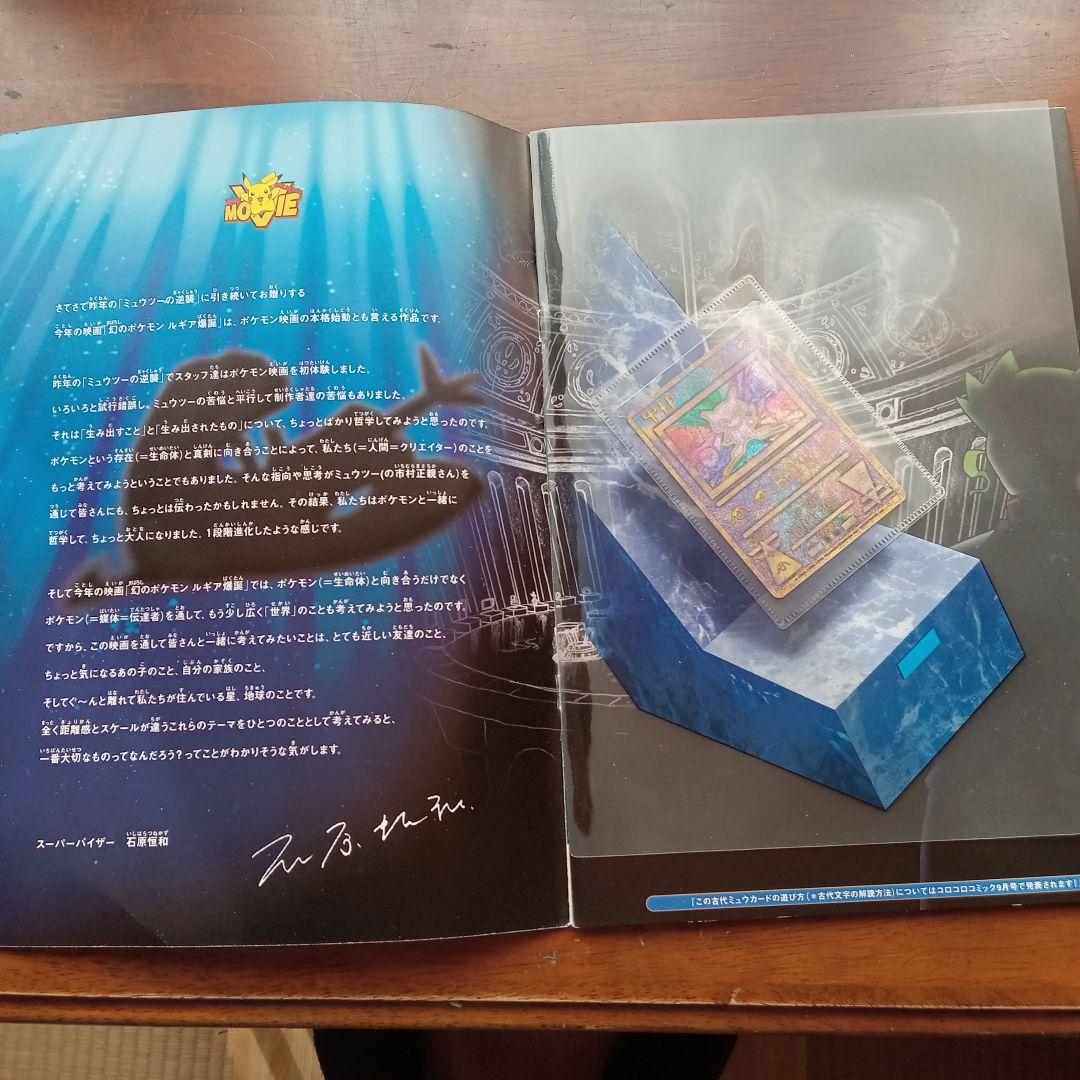 MOVIE
さてさて昨年の「ミュウツーの逆襲」に引き続いてお贈りする
今年の映画「幻のポケモン ルギア爆誕」は、ポケモン映画の本格始動とも言える作品です。
昨年の「ミュウツーの逆襲」でスタッフ達はポケモン映画を初体験しました。
いろいろと試行錯誤し、ミュウツーの苦悩と平行して制作者達の苦悩もありました。
それは「生み出すこと」と「生み出されたもの」について、ちょっとばかり哲学してみようと思ったのです。
ポケモンという存在(=生命体)と真剣に向き合うことによって、私たち(=人間=クリエイター)のことを
もっと考えてみようということでもありました。そんな指向や思考がミュウツー(の市村正親さん)を
通じて皆さんにも、ちょっとは伝わったかもしれません。その結果、私たちはポケモンと一緒に
哲学して、ちょっと大人になりました。1段階進化したような感じです。
そして今年の映画「幻のポケモン ルギア爆誕」では、ポケモン(=生命体)と向き合うだけでなく
ポケモン(=媒体=伝達者)を通して、もう少し広く「世界」のことも考えてみようと思ったのです。
ですから、この映画を通して皆さんと一緒に考えてみたいことは、とても近しい友達のこと、
ちょっと気になるあの子のこと、自分の家族のこと、
そしてぐ〜んと離れて私たちが住んでいる星、地球のことです。
全く距離感とスケールが違うこれらのテーマをひとつのこととして考えてみると、
一番大切なものってなんだろう?ってことがわかりそうな気がします。
スーパーバイザー 石原恒和
石原恒和
「この古代ミュウカードの遊び方(*古代文字の解読方法)についてはコロコロコミック9月号で発表されます!